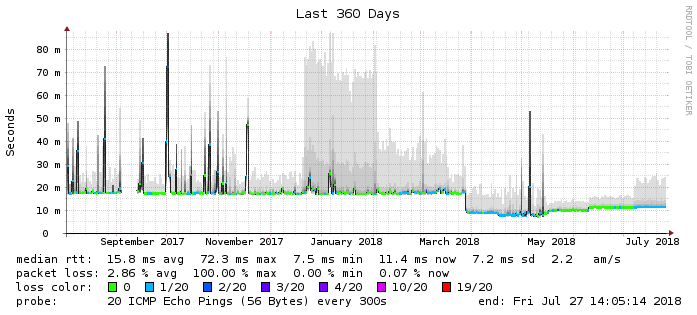 Last 360 Days
RRDTOOL / TOBI OETIKER
Seconds
80 m
70 m
60 m
50 m
40 m
30 m
20 m
10 m
0
September 2017 November 2017 January 2018 March 2018 May 2018 July 2018
median rtt: 15.8 ms avg 72.3 ms max 7.5 ms min 11.4 ms now 7.2 ms sd 2.2 am/s
packet loss: 2.86 % avg 100.00 % max 0.00 % min 0.07 % now
loss color: 0 1/20 2/20 3/20 4/20 10/20 19/20
probe: 20 ICMP Echo Pings (56 Bytes) every 300s end: Fri Jul 27 14:05:14 2018